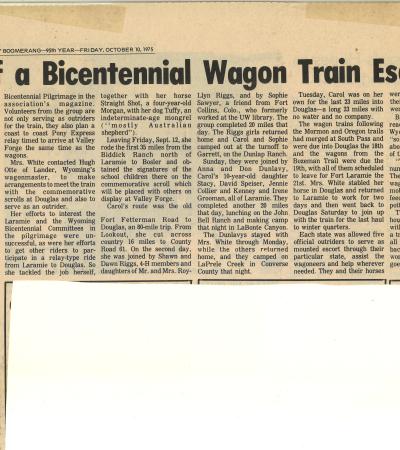 BOOMERANG—95th YEAR—FRIDAY, OCTOBER 10, 1975
f a Bicentennial Wagon Train Es
Bicentennial Pilgrimage in the
association's magazine.
Volunteers from the group are
not only serving as outriders
for the train, they also plan a
coast to coast Pony Express
relay timed to arrive at Valley
Forge the same time as the
wagons.
Mrs. White contacted Hugh
Otte of Lander, Wyoming's
wagonmaster, to make
arrangements to meet the train
with the commemorative
scrolls at Douglas and also to
serve as an outrider.
Her efforts to interest the
Laramie and the Wyoming
Bicentennial Committees in
the pilgrimage were un-
successful, as were her efforts
to get other riders to par-
ticipate in a relay-type ride
from Laramie to Douglas. So
she tackled the job herself,
together with her horse
Straight Shot, a four-year-old
Morgan, with her dog Tuffy, an
indeterminate-age mongrel
("mostly Australian
shepherd").
Leaving Friday, Sept. 12, she
rode the first 35 miles from the
Biddick Ranch north of
Laramie to Bosler and ob-
tained the signatures of the
school children there on the
commemorative scroll which
will be placed with others on
display at Valley Forge.
Carol's route was the old
Fort Fetterman Road to
Douglas, an 80-mile trip. From
Lookout, she cut across
country 16 miles to County
Road 61. On the second day,
she was joined by Shawn and
Dawn Riggs, 4-H members and
daughters of Mr. and Mrs. Roy-
Llyn Riggs, and by Sophie
Sawyer, a friend from Fort
Collins, Colo., who formerly
worked at the UW library. The
group completed 20 miles that
day. The Riggs girls returned
home and Carol and Sophie
camped out at the turnoff to
Garrett, on the Dunlap Ranch.
Sunday, they were joined by
Anna and Don Dunlavy,
Carol's 10-year-old daughter
Stacy, David Speiser, Jennie
Cawthra, and Kenny and Irene
Grooman, all of Laramie. They
completed another 20 miles
that day, lunching on the John
Bell Ranch and making camp
that night in LaBonte Canyon.
The Dunlavys stayed with
Mrs. White through Monday,
while the others returned
home, and they camped on
LaPrele Creek in Converse
County that night.
Tuesday, Carol was on her
own for the last 23 miles into
Douglas—a long 23 miles with
no water and no company.
The wagon trains following
the Mormon and Oregon trails
had merged at South Pass and
were due into Douglas the 18th
and the wagons from the
Bozeman Trail were due the
19th, with all of them scheduled
to leave for Fort Laramie the
21st. Mrs. White stabled her
horse in Douglas and returned
to Laramie to work for two
days and then went back to
Douglas Saturday to join up
with the train for the last haul
to winter quarters.
Each state was allowed five
official outriders to serve as
mounted escort through their
particular state, assist the
wagoneers and help wherever
needed. They and their horses